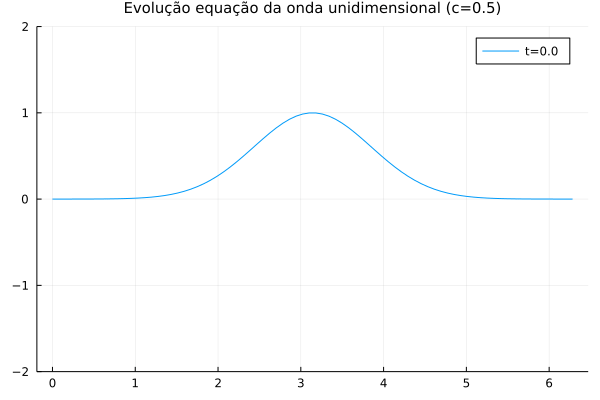 Evolução equação da onda unidimensional (c=0.5)
t=0.0
2
1
0
−1
−2
0 1 2 3 4 5 6